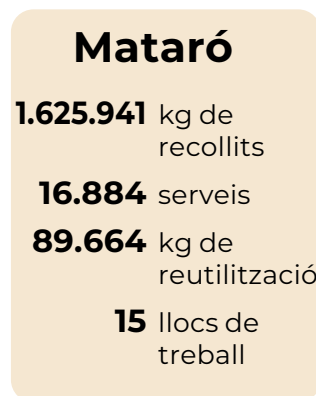 Mataró
1.625.941 kg de
recollits
16.884 serveis
89.664 kg de
reutilització
15 llocs de
treball